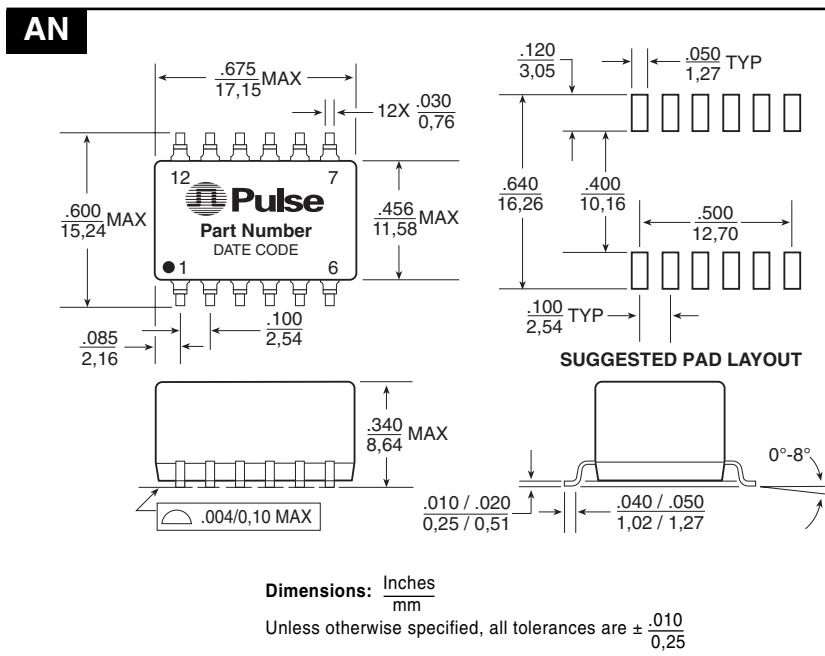 AN
.675
17,15 MAX
12X .030
0,76
.600
15,24 MAX
12 7
Pulse
Part Number
DATE CODE
1 6
.456
11,58 MAX
.085
2,16
.100
2,54
.120
3,05
.050
1,27 TYP
.640
16,26
.400
10,16
.500
12,70
.100
2,54 TYP
SUGGESTED PAD LAYOUT
.340
8,64 MAX
.004/0,10 MAX
.010 / .020
0,25 / 0,51
.040 / .050
1,02 / 1,27
0°-8°
Dimensions: Inches
mm
Unless otherwise specified, all tolerances are ± .010
0,25